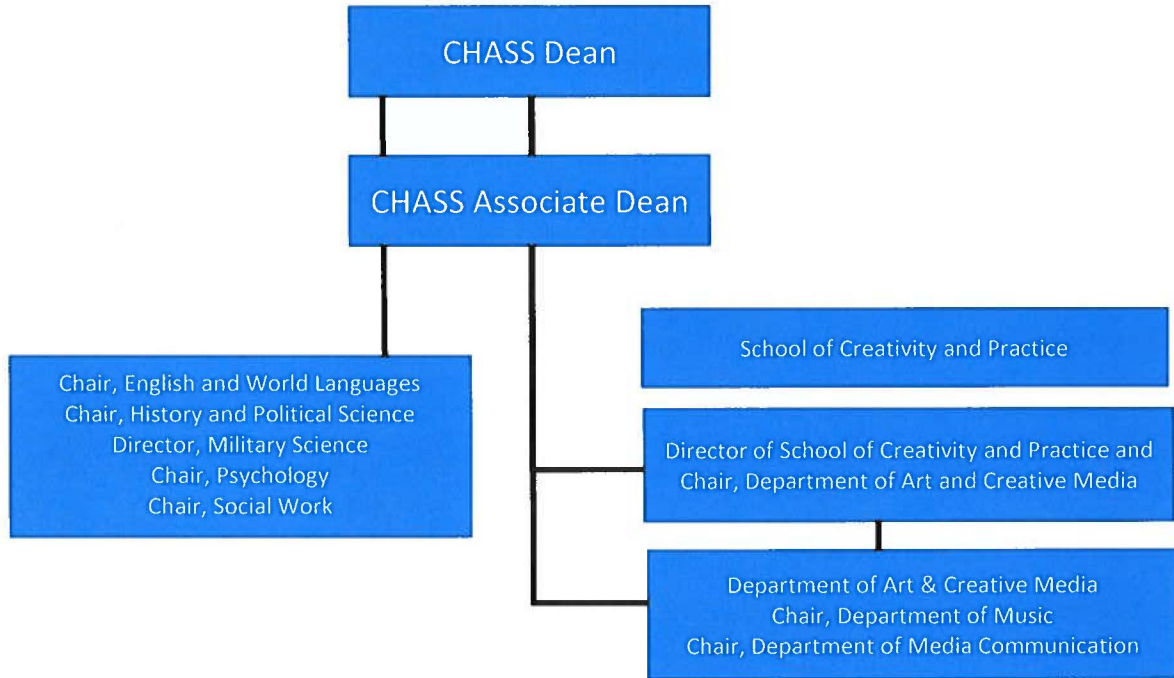 CHASS Dean
CHASS Associate Dean
Chair, English and World Languages
Chair, History and Political Science
Director, Military Science
Chair, Psychology
Chair, Social Work
School of Creativity and Practice
Director of School of Creativity and Practice and
Chair, Department of Art and Creative Media
Department of Art & Creative Media
Chair, Department of Music
Chair, Department of Media Communication